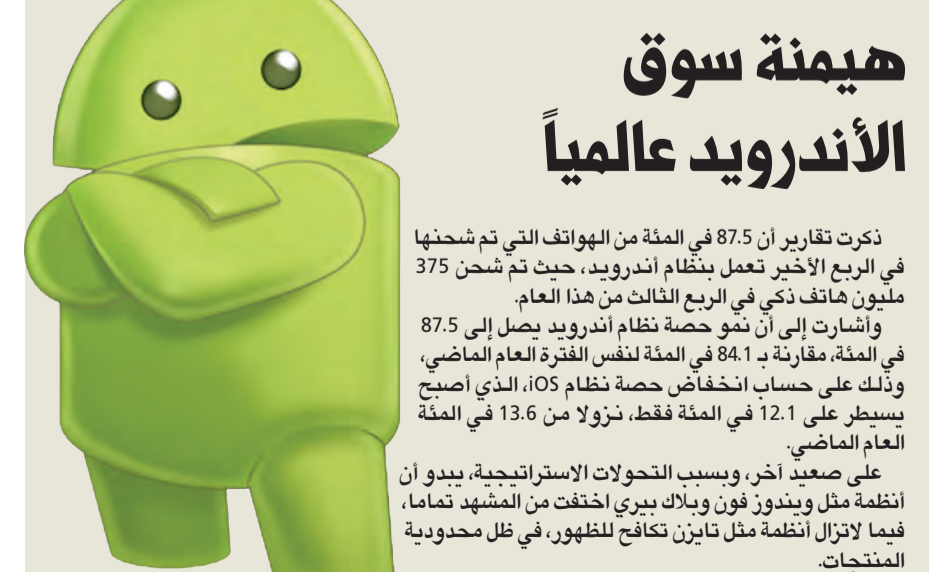 هيمنة سوق
الأندرويد عالمياً
ذكرت تقارير أن 87.5 في المئة من الهواتف التي تم شحنها
في الربع الأخير تعمل بنظام أندرويد، حيث تم شحن 375
مليون هاتف ذكي في الربع الثالث من هذا العام.
وأشارت إلى أن نمو حصة نظام أندرويد يصل إلى 87.5
في المئة، مقارنة بـ 84.1 في المئة لنفس الفترة العام الماضي،
وذلك على حساب انخفاض حصة نظام iOS، الذي أصبح
يسيطر على 12.1 في المئة فقط، نزولا من 13.6 في المئة
العام الماضي.
على صعيد آخر، وبسبب التحولات الاستراتيجية، يبدو أن
أنظمة مثل ويندوز فون وبلاك بيري اختفت من المشهد تماما،
فيما لاتزال أنظمة مثل تايزن تكافح للظهور، في ظل محدودية
المنتجات.